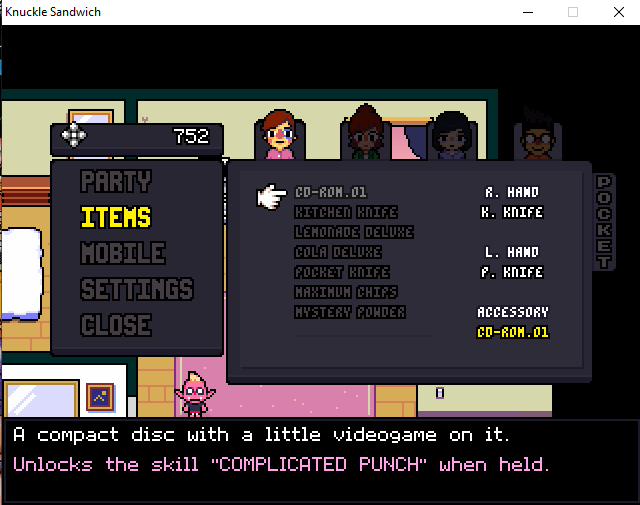 Knuckle Sandwich
752
PARTY
ITEMS
MOBILE
SETTINGS
CLOSE
CD-ROM.01
KITCHEN KNIFE
LEMONADE DELUXE
COLA DELUXE
POCKET KNIFE
MAXIMUM CHIPS
MYSTERY POWDER
R. HAND
K. KNIFE
L. HAND
P. KNIFE
ACCESSORY
CD-ROM.01
POCKET
A compact disc with a little videogame on it.
Unlocks the skill "COMPLICATED PUNCH" when held.